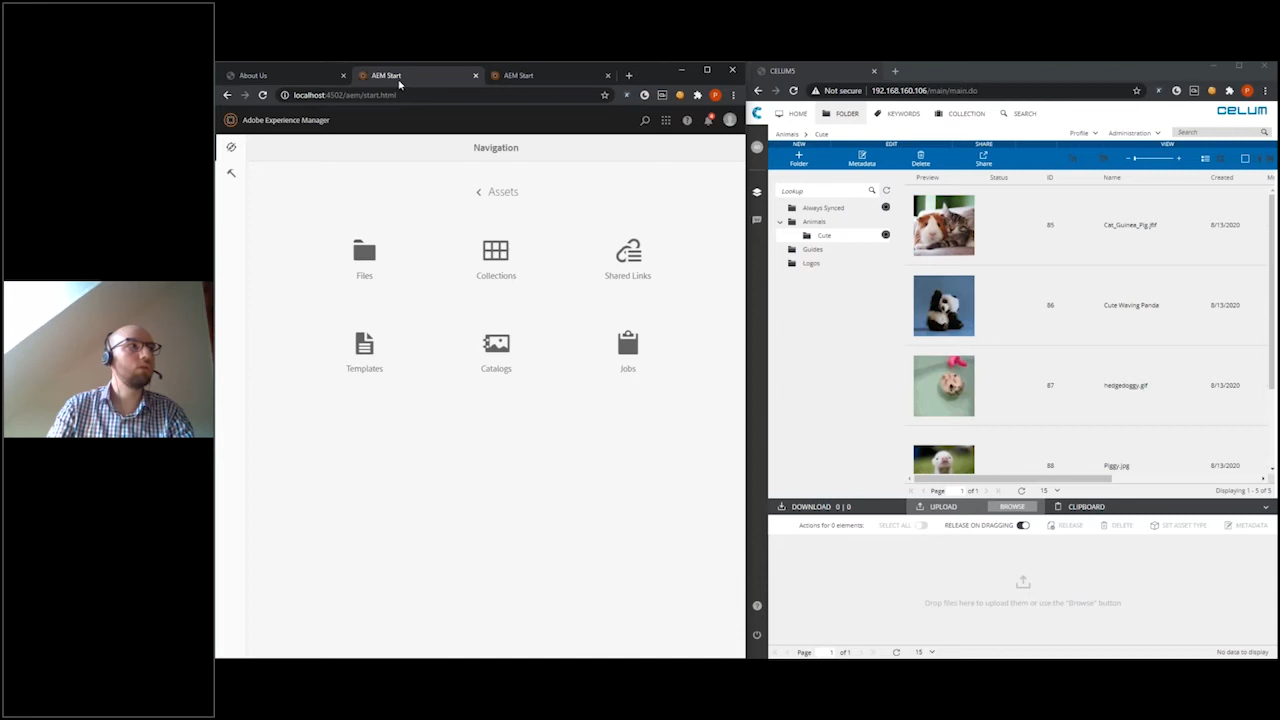 About Us
AEM Start
AEM Start
localhost:4502/aem/start.html
Adobe Experience Manager
Navigation
Assets
Files
Collections
Shared Links
Templates
Catalogs
Jobs
CELUM5
Not secure
192.168.160.106/main/main.do
HOME
FOLDER
KEYWORDS
COLLECTION
SEARCH
CELUM
Animals > Cute
Profile
Administration
Search
NEW
EDIT
SHARE
VIEW
Folder
Metadata
Delete
Share
Lookup
Always Synced
Animals
Cute
Guides
Logos
Preview
Status
ID
Name
Created
85
Cat_Guinea_Pig.jfif
8/13/2020
86
Cute Waving Panda
8/13/2020
87
hedgedoggy.gif
8/13/2020
88
Piggy.jpg
8/13/2020
Page 1 of 1
15
Displaying 1 - 5 of 5
DOWNLOAD 0 | 0
UPLOAD
BROWSE
CLIPBOARD
Actions for 0 elements:
SELECT ALL
RELEASE ON DRAGGING
RELEASE
DELETE
SET ASSET TYPE
METADATA
Drop files here to upload them or use the "Browse" button
Page 1 of 1
15
No data to display